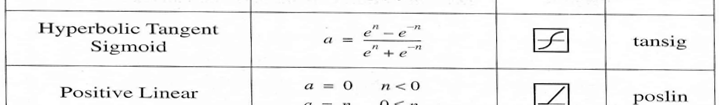 Hyperbolic Tangent
Sigmoid
a = (e^n - e^-n) / (e^n + e^-n)
tansig
Positive Linear
a = 0 n < 0
poslin